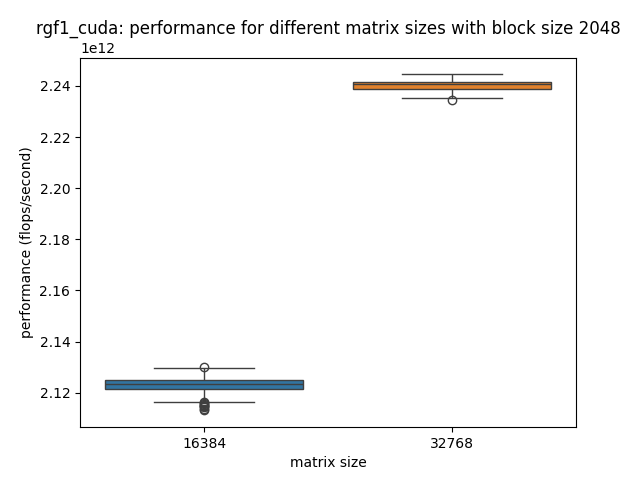 rgf1_cuda: performance for different matrix sizes with block size 2048
1e12
2.24
2.22
2.20
2.18
2.16
2.14
2.12
performance (flops/second)
16384 32768
matrix size